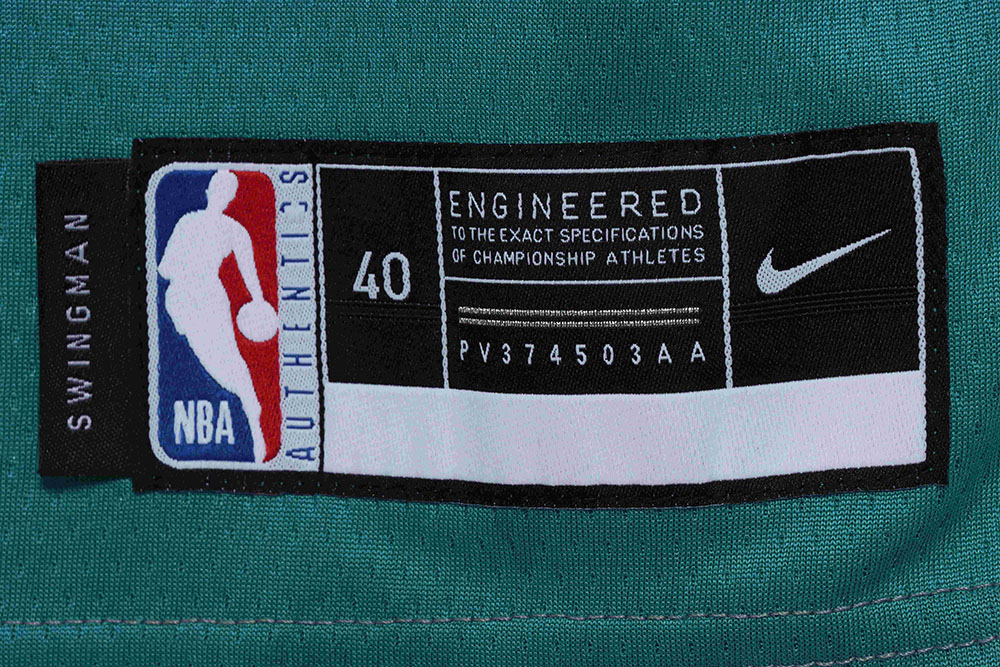 SWINGMAN
NBA
AUTHENTICS
40
ENGINEERED
TO THE EXACT SPECIFICATIONS
OF CHAMPIONSHIP ATHLETES
PV374503AA